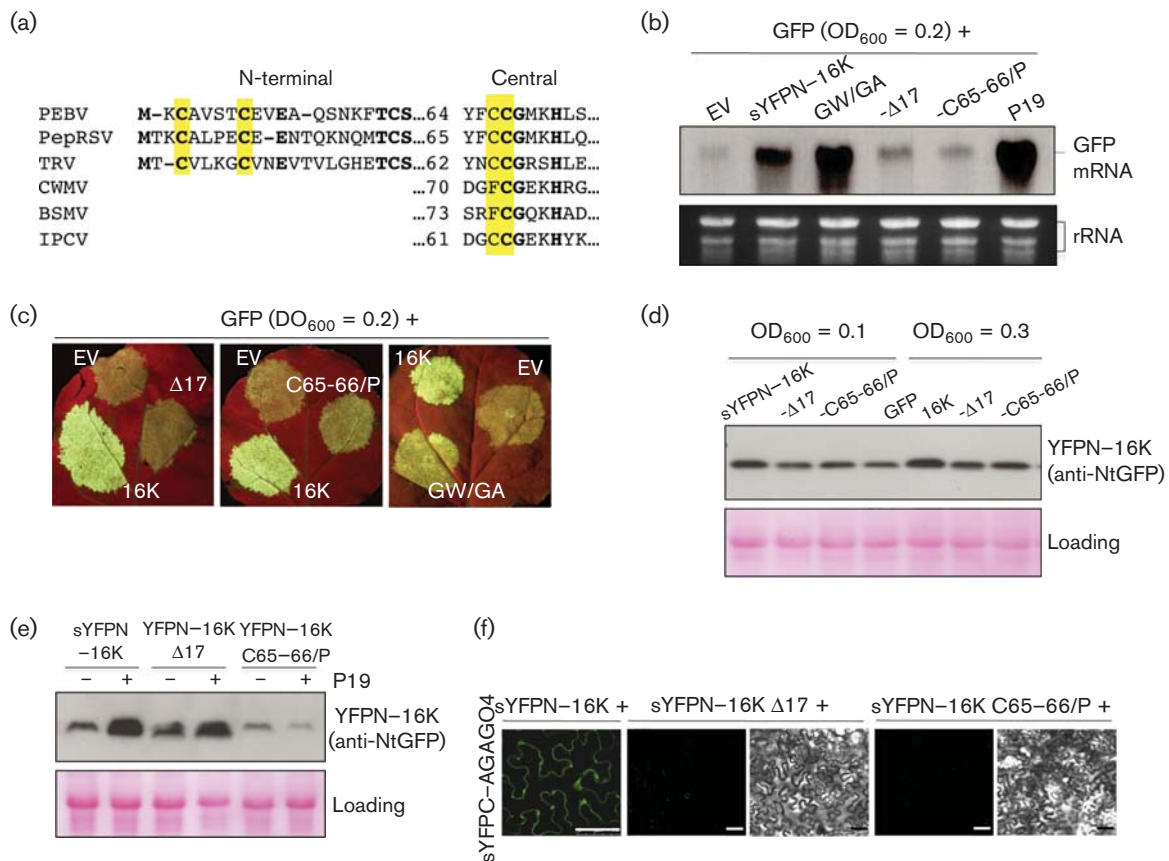 (a)
N-terminal Central
PEBV M-KCAVSTCEVEA-QSNKFTCS...64 YFCCGMKHLS...
PepRSV MTKCALPECE-ENTQKNQMTCS...65 YFCCGMKHLS...
TRV MT-CVLKGCVNEVTVLGHETCS...62 YNCCGRSHLE...
CWMV ...70 DGFCGEKHRG...
BSMV ...73 SRFCGQKHAD...
IPCV ...61 DGCCGEKHYK...
(b)
GFP (OD600 = 0.2) +
EV sYFPN–16K GW/GA -Δ17 -C65-66/P P19
GFP
mRNA
rRNA
(c)
GFP (DO600 = 0.2) +
EV Δ17 16K
EV C65-66/P 16K
16K EV GW/GA
(d)
OD600 = 0.1 OD600 = 0.3
sYFPN-16K -Δ17 -C65-66/P GFP 16K -Δ17 -C65-66/P
YFPN–16K
(anti-NtGFP)
Loading
(e)
sYFPN YFPN–16K YFPN–16K
–16K Δ17 C65–66/P
– + – + – + P19
YFPN–16K
(anti-NtGFP)
Loading
(f)
sYFPN–16K + sYFPN–16K Δ17 + sYFPN–16K C65–66/P +
sYFPC–AGAGO4